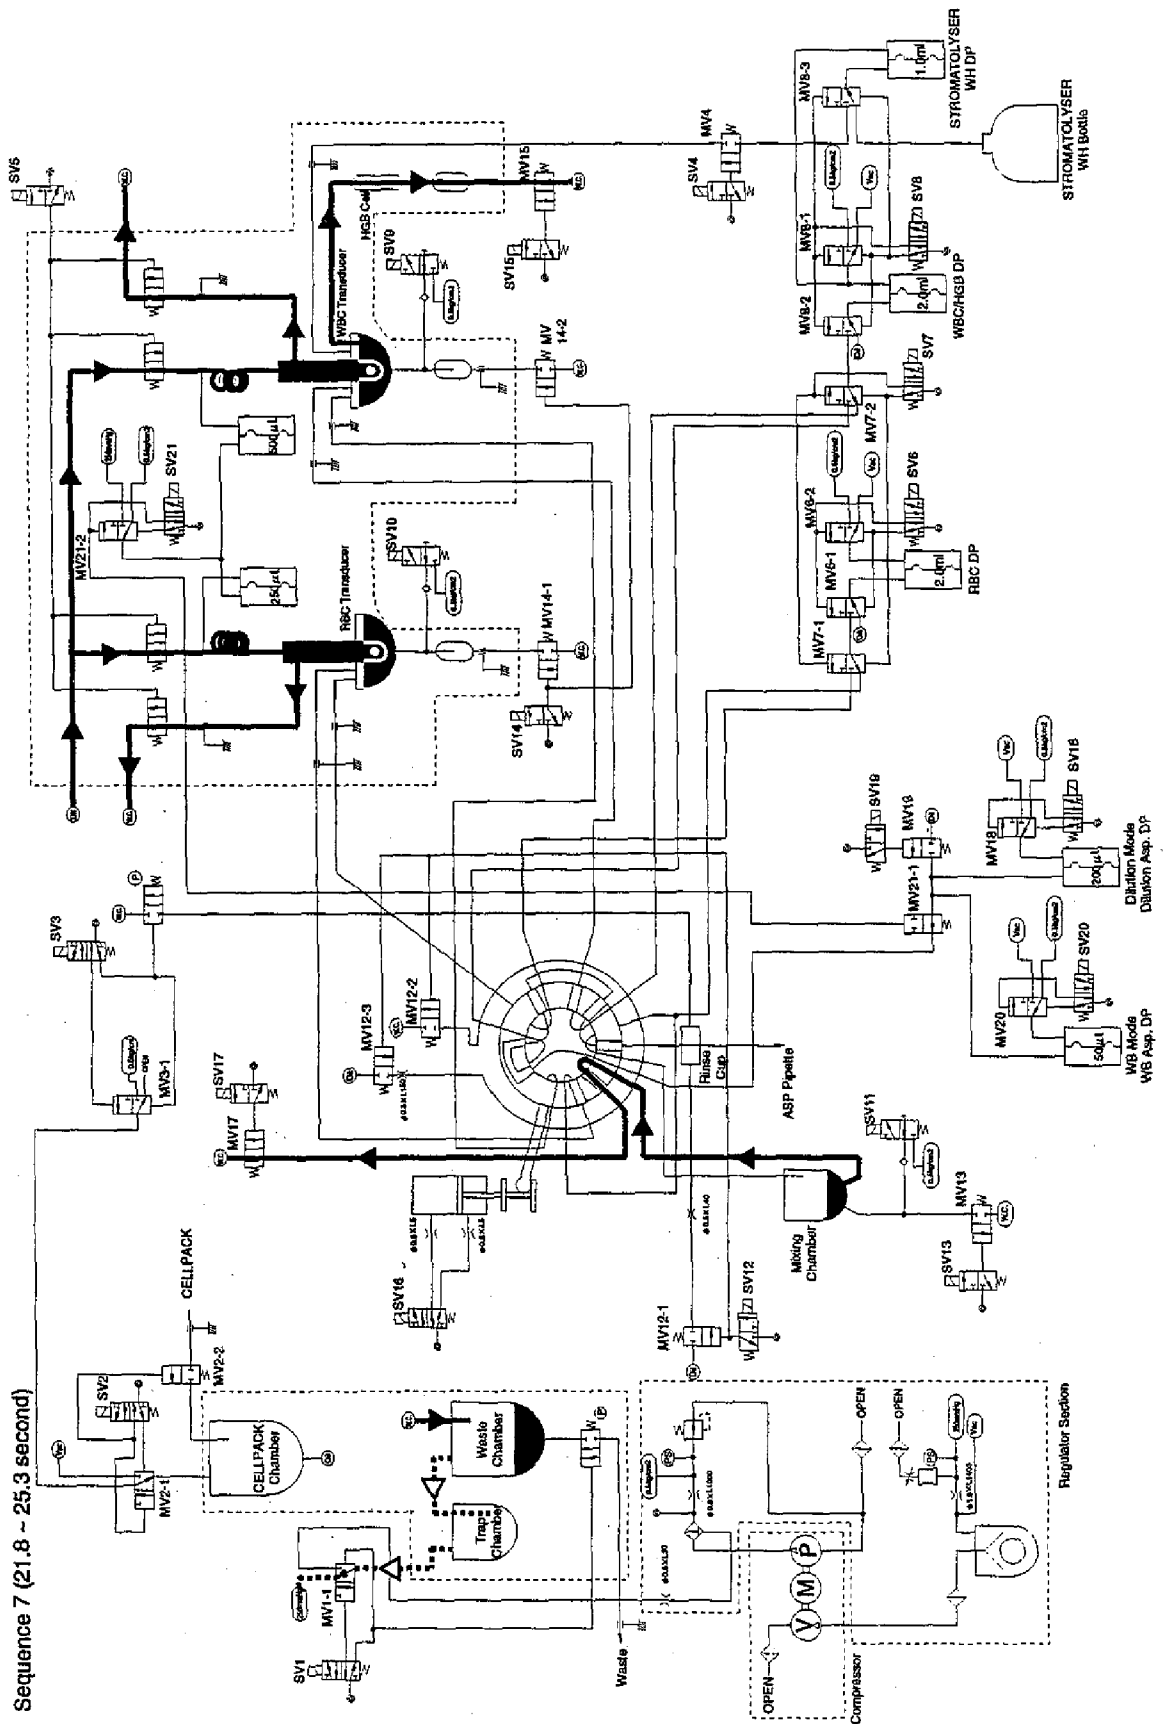 Sequence 7 (21.8 ~ 25.3 second)
SV1
MV1-1
Trap
Chamber
Waste
Chamber
Waste
MV2-1
SV2
MV2-2
CELLPACK
CELLPACK
Chamber
SV3
MV3-1
OPEN
P
SV17
MV17
SV16
MV12-3
MV12-2
MV12-1
SV12
Rinse
Cup
ASP Pipette
Mixing
Chamber
SV11
MV13
SV13
OPEN
Compressor
V
M
P
OPEN
OPEN
PS
Regulator Section
SV5
MV21-2
SV21
250µL
500µL
RBC Transducer
WBC Transducer
HGB Cell
SV10
SV9
MV14-1
SV14
MV
14-2
MV15
SV15
SV4
MV4
MV8-3
1.0ml
STROMATOLYSER
WH DP
STROMATOLYSER
WH Bottle
MV8-1
SV8
MV8-2
2.0ml
WBC/HGB DP
SV7
MV7-2
MV6-2
SV6
MV6-1
2.0ml
RBC DP
MV7-1
SV19
MV19
MV21-1
MV18
SV18
200µL
Dilution Mode
Dilusion Asp. DP
MV20
SV20
50µL
WB Mode
WB Asp. DP